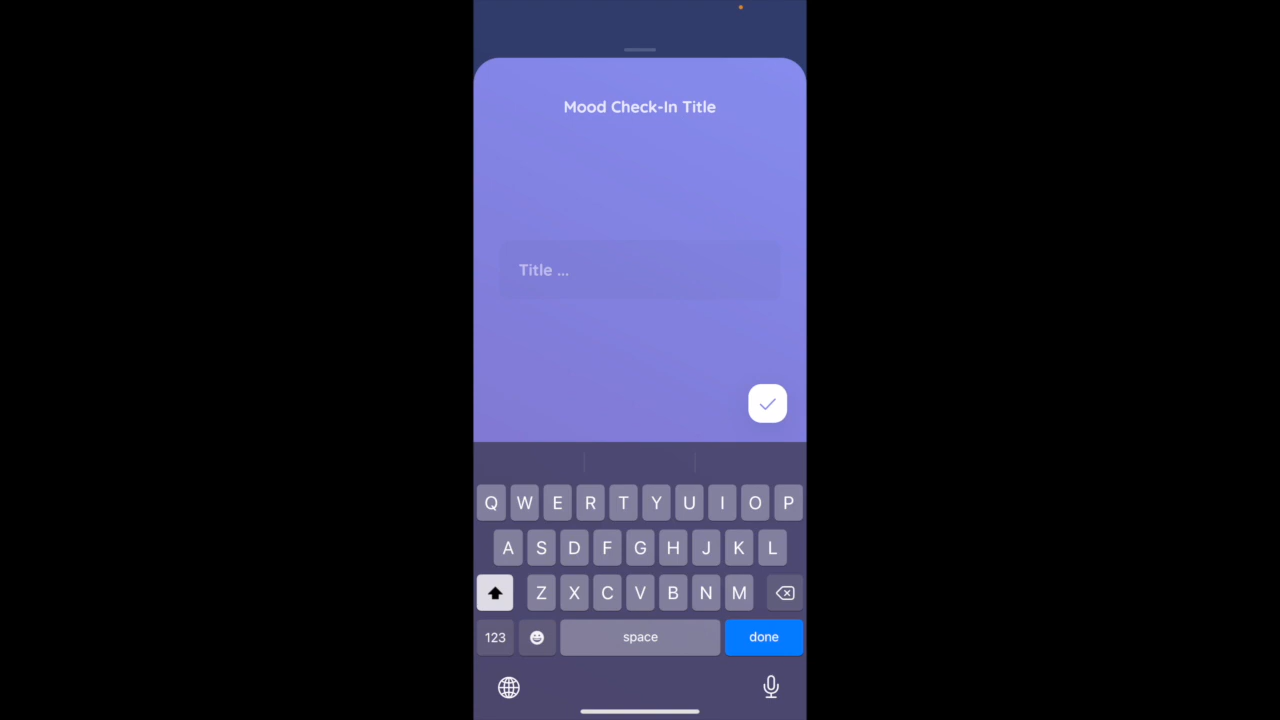 Mood Check-In Title
Title ...
Q W E R T Y U I O P
A S D F G H J K L
Z X C V B N M
123 space done